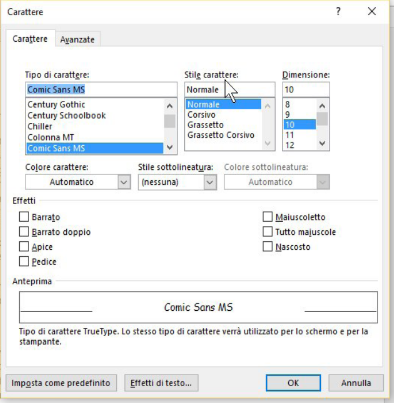 Carattere
?
X
Carattere Avanzate
Tipo di carattere: Stile carattere: Dimensione:
Comic Sans MS Normale 10
Century Gothic Normale 8
Century Schoolbook Corsivo 9
Chiller Grassetto 10
Colonna MT Grassetto Corsivo 11
Comic Sans MS 12
Colore carattere: Stile sottolineatura: Colore sottolineatura:
Automatico (nessuna) Automatico
Effetti
Barrato Maiuscoletto
Barrato doppio Tutto maiuscole
Apice Nascosto
Pedice
Anteprima
Comic Sans MS
Tipo di carattere TrueType. Lo stesso tipo di carattere verrà utilizzato per lo schermo e per la
stampante.
Imposta come predefinito Effetti di testo... OK Annulla